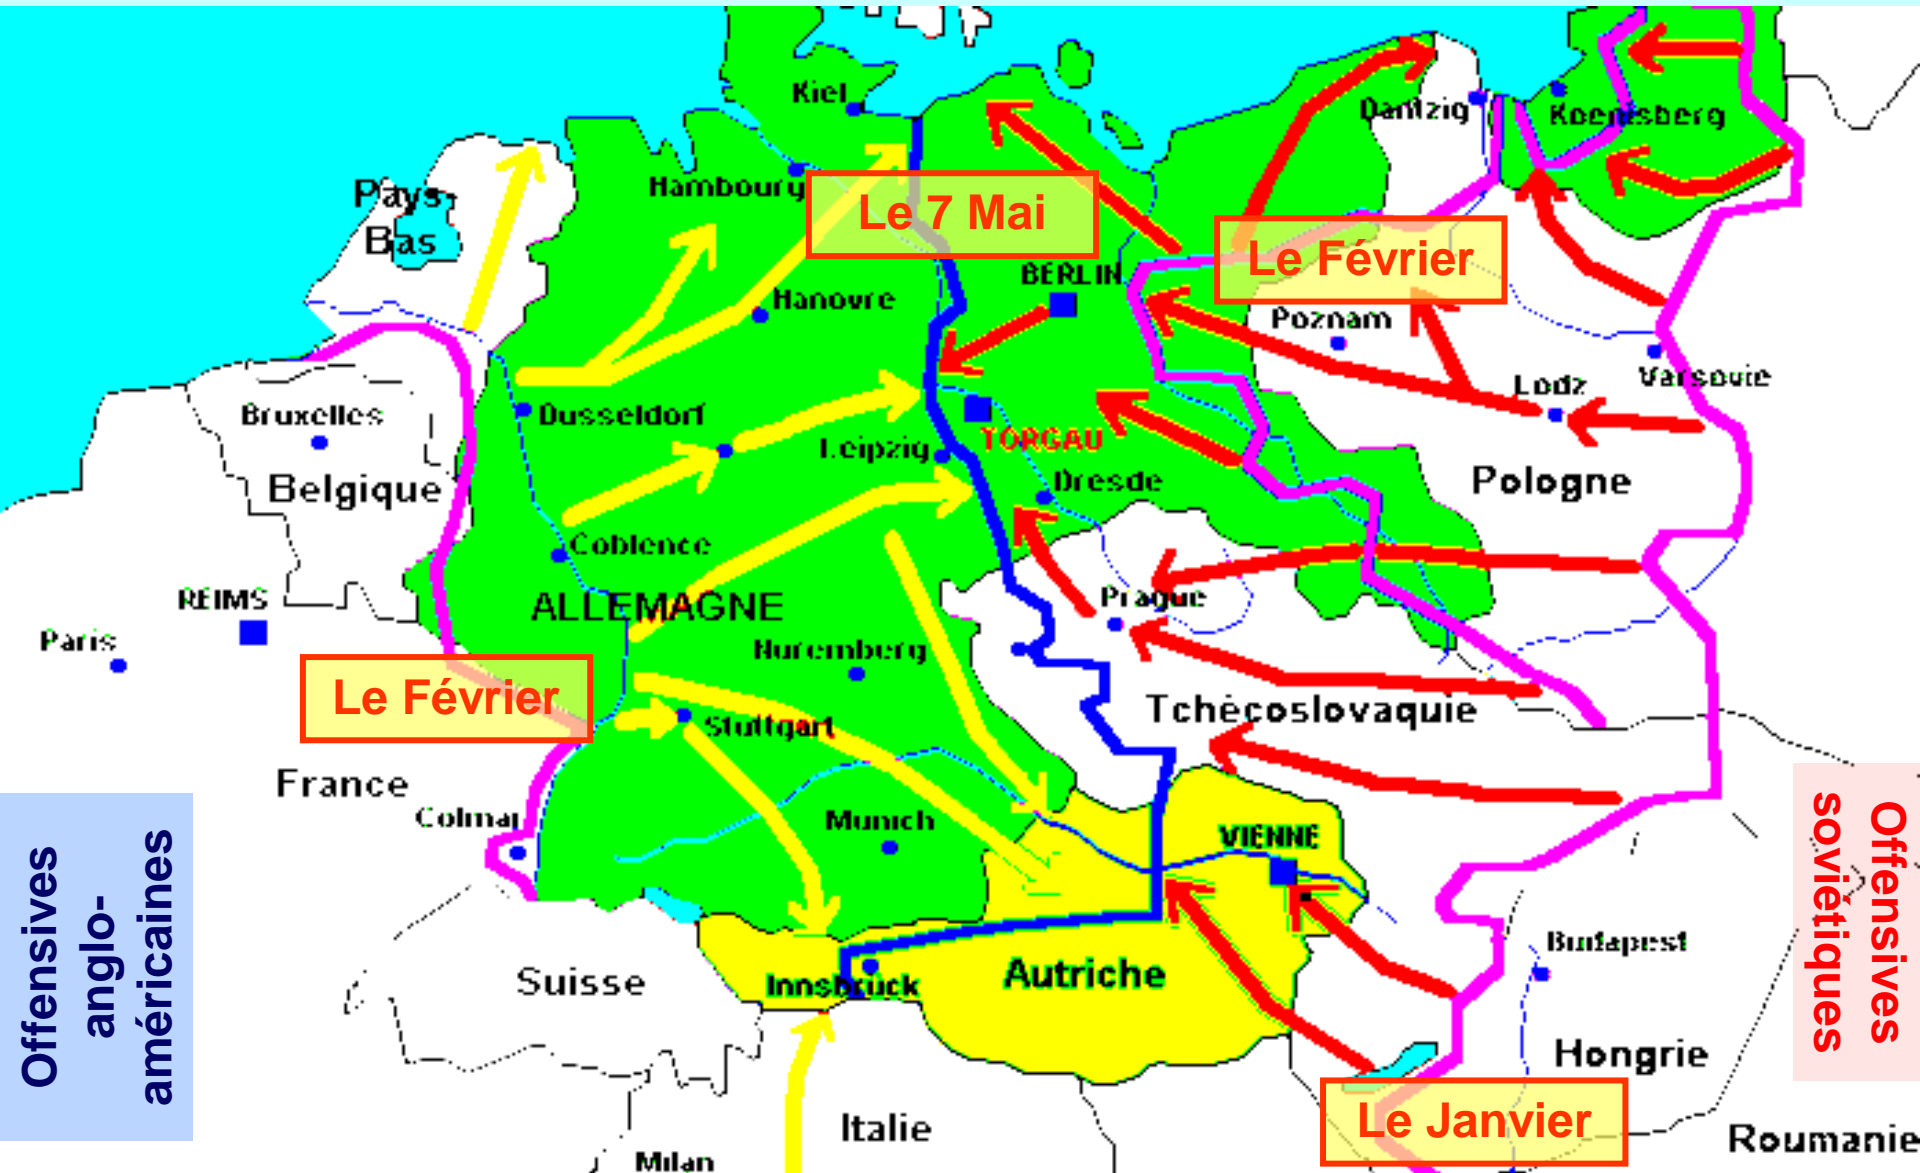 Kiel
Dantzig
Koenisberg
Hambourg
Pays-
Bas
Le 7 Mai
Le Février
BERLIN
Hanovre
Poznam
Lodz
Varsovie
Bruxelles
Dusseldorf
Leipzig
TORGAU
Dresde
Belgique
Pologne
Coblence
REIMS
ALLEMAGNE
Prague
Paris
Nuremberg
Le Février
Stuttgart
Tchècoslovaquie
France
Colmar
Munich
VIENNE
Offensives
anglo-
américaines
Offensives
soviétiques
Budapest
Suisse
Innsbruck
Autriche
Hongrie
Le Janvier
Italie
Roumanie
Milan